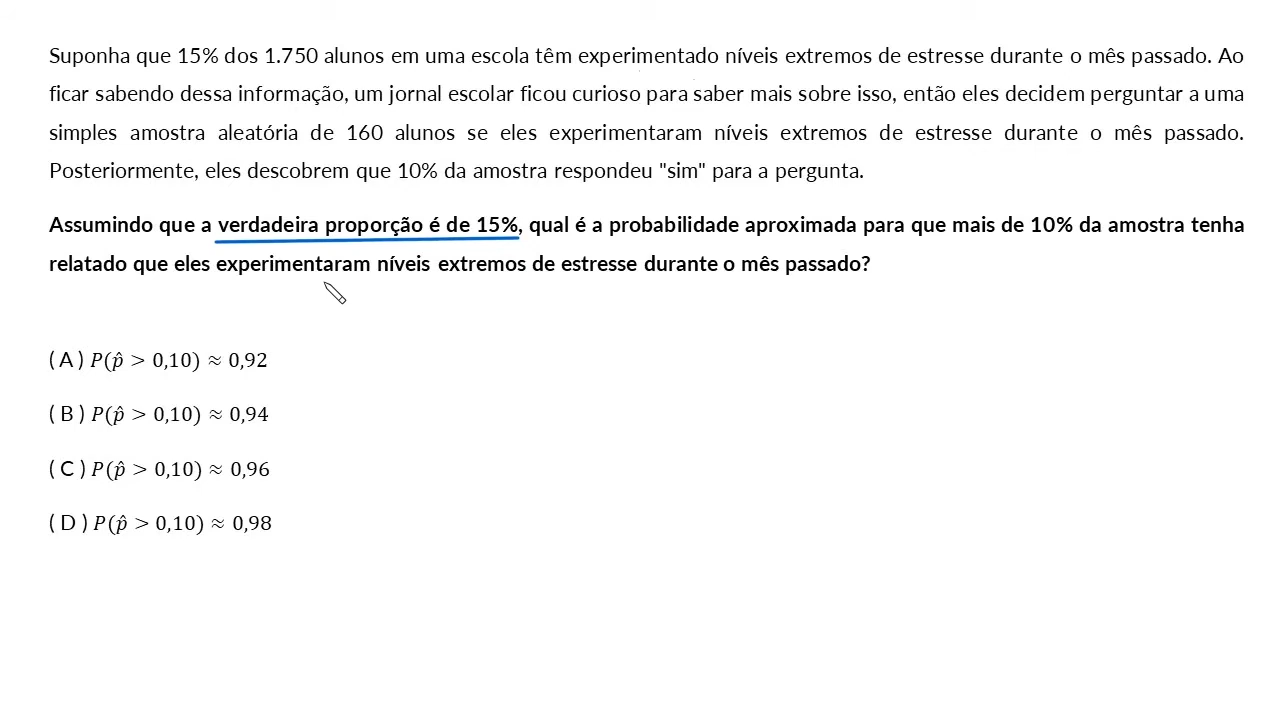 Suponha que 15% dos 1.750 alunos em uma escola têm experimentado níveis extremos de estresse durante o mês passado. Ao
ficar sabendo dessa informação, um jornal escolar ficou curioso para saber mais sobre isso, então eles decidem perguntar a uma
simples amostra aleatória de 160 alunos se eles experimentaram níveis extremos de estresse durante o mês passado.
Posteriormente, eles descobrem que 10% da amostra respondeu "sim" para a pergunta.
Assumindo que a verdadeira proporção é de 15%, qual é a probabilidade aproximada para que mais de 10% da amostra tenha
relatado que eles experimentaram níveis extremos de estresse durante o mês passado?
( A ) P(p̂ > 0,10) ≈ 0,92
( B ) P(p̂ > 0,10) ≈ 0,94
( C ) P(p̂ > 0,10) ≈ 0,96
( D ) P(p̂ > 0,10) ≈ 0,98